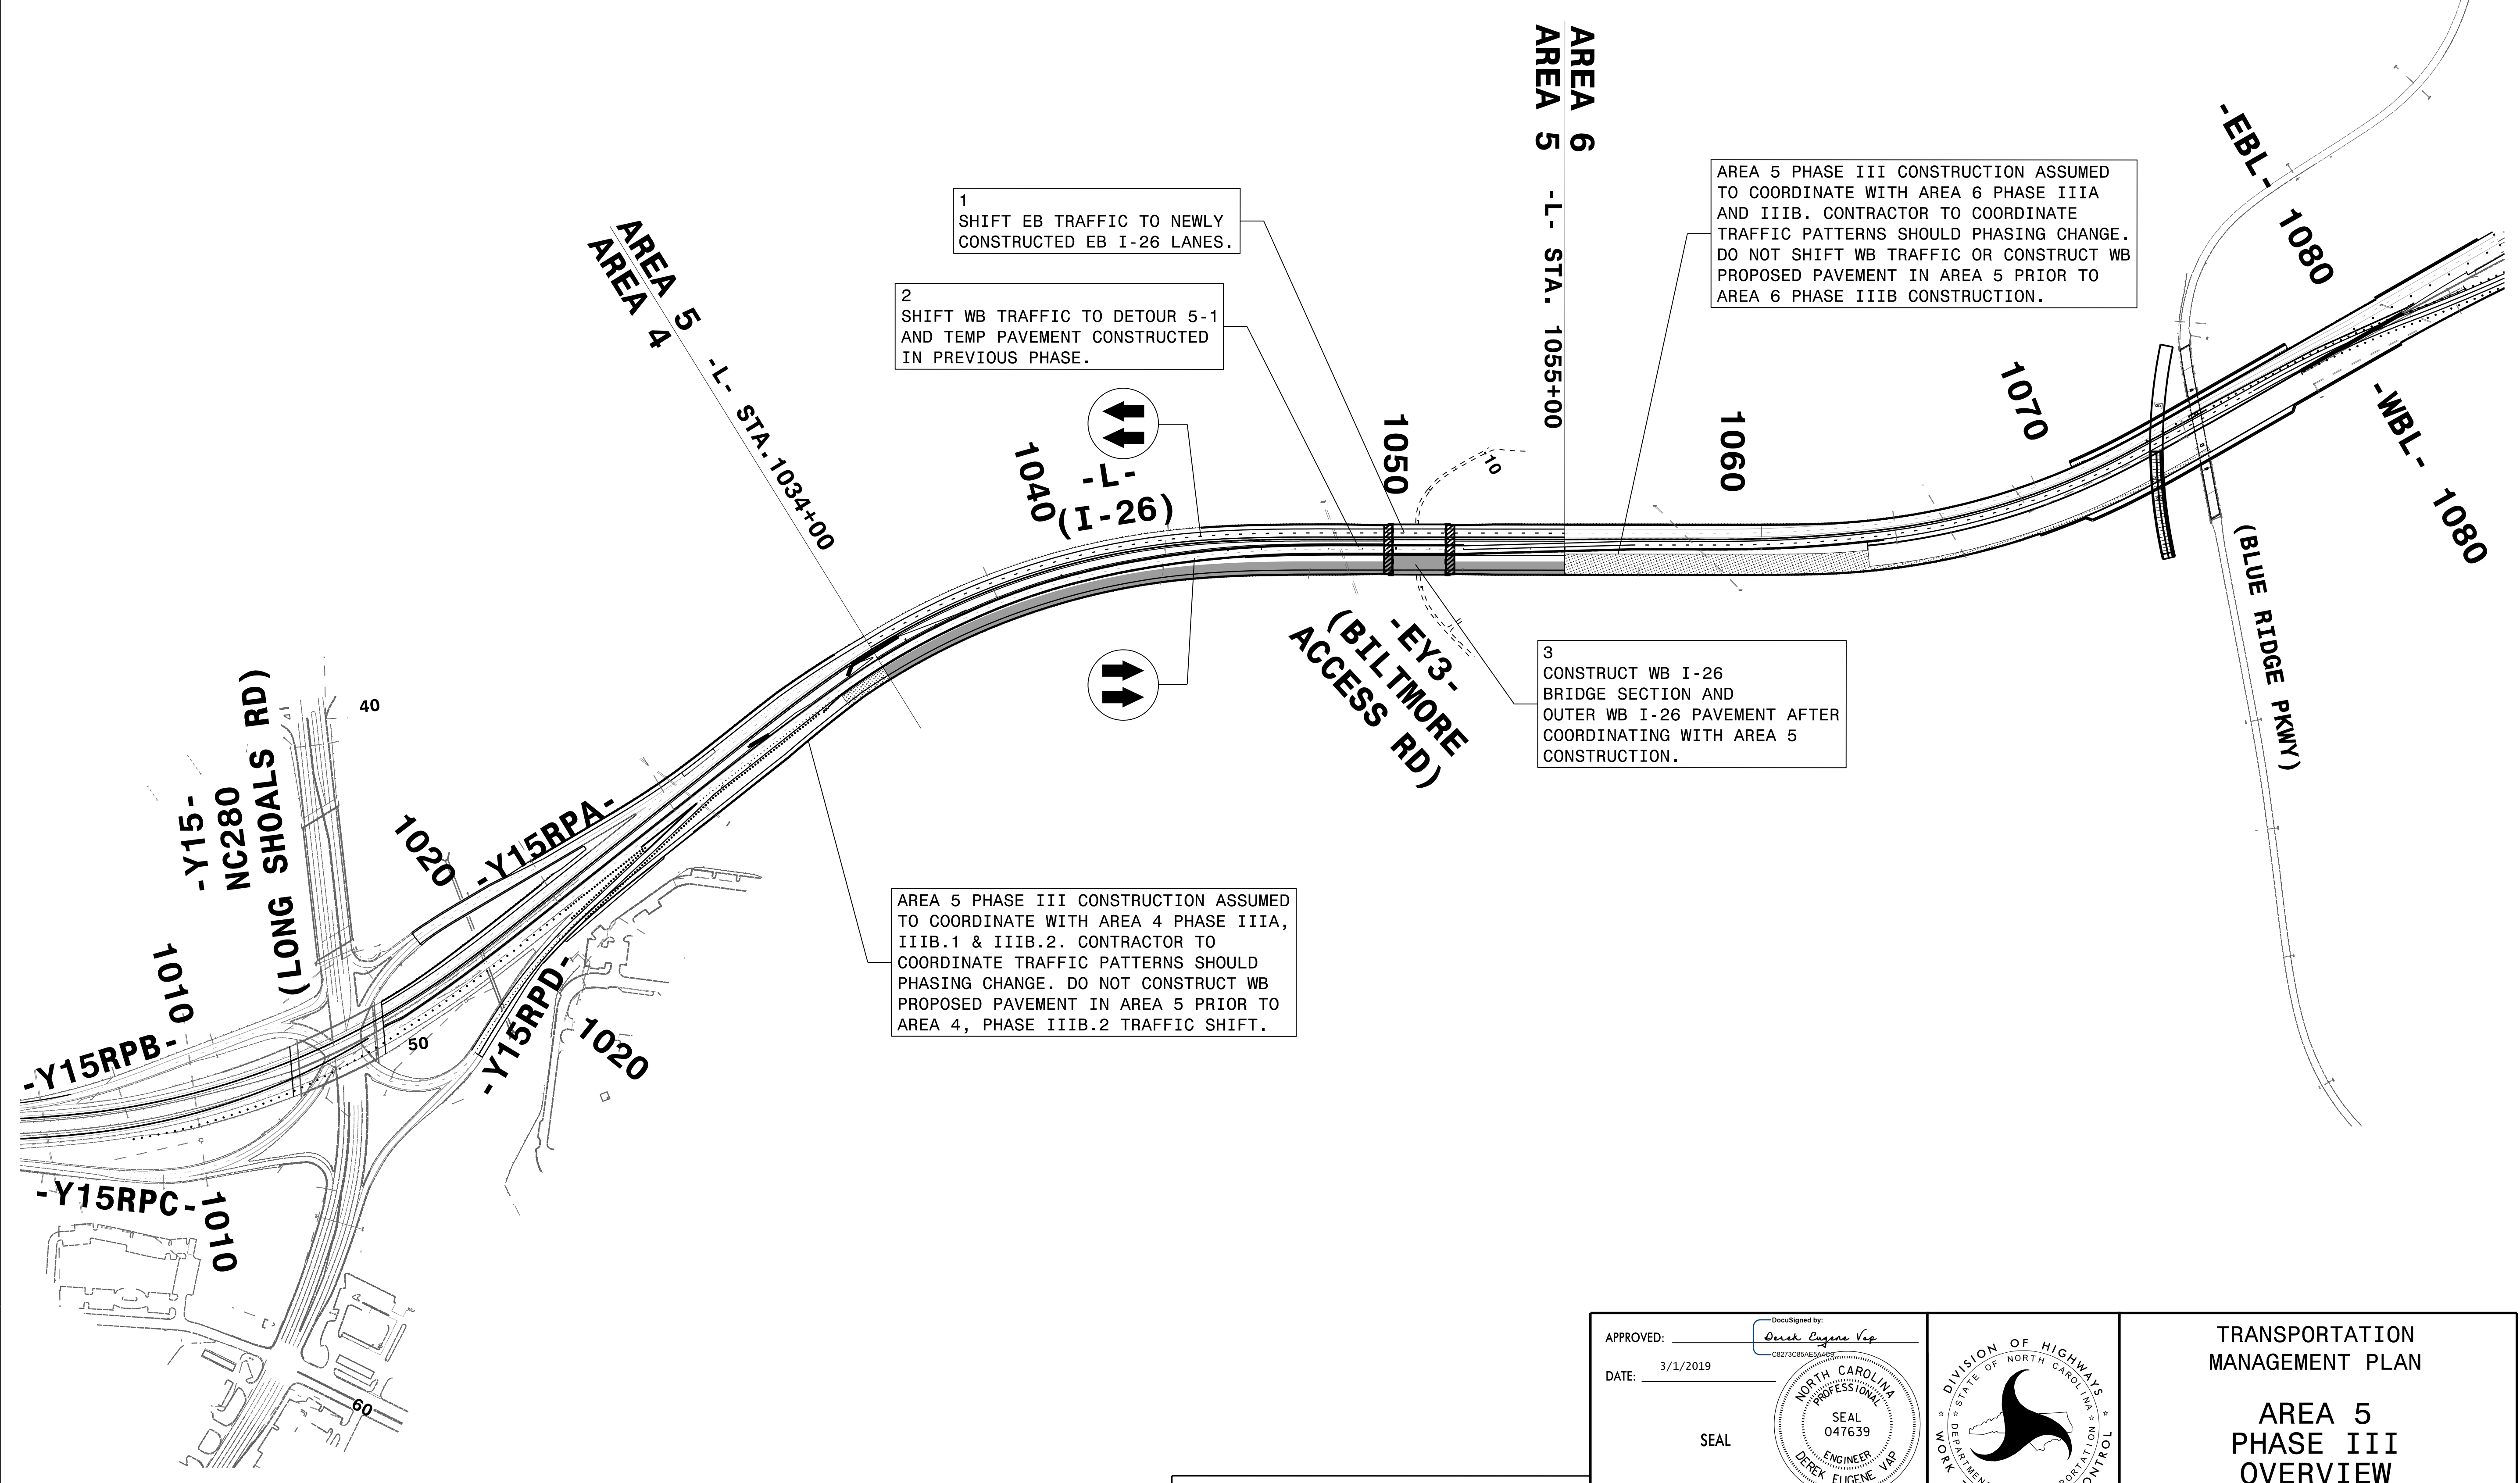 AREA 6
AREA 5
-L- STA. 1055+00
AREA 5
AREA 4
-L- STA.1034+00
1
SHIFT EB TRAFFIC TO NEWLY
CONSTRUCTED EB I-26 LANES.
2
SHIFT WB TRAFFIC TO DETOUR 5-1
AND TEMP PAVEMENT CONSTRUCTED
IN PREVIOUS PHASE.
AREA 5 PHASE III CONSTRUCTION ASSUMED
TO COORDINATE WITH AREA 6 PHASE IIIA
AND IIIB. CONTRACTOR TO COORDINATE
TRAFFIC PATTERNS SHOULD PHASING CHANGE.
DO NOT SHIFT WB TRAFFIC OR CONSTRUCT WB
PROPOSED PAVEMENT IN AREA 5 PRIOR TO
AREA 6 PHASE IIIB CONSTRUCTION.
-EBL-
1080
1070
-WBL-
1080
1060
1050
10
1040
-L-
(I-26)
-EY3-
(BILTMORE
ACCESS RD)
(BLUE RIDGE PKWY)
3
CONSTRUCT WB I-26
BRIDGE SECTION AND
OUTER WB I-26 PAVEMENT AFTER
COORDINATING WITH AREA 5
CONSTRUCTION.
40
-Y15-
NC280
(LONG SHOALS RD)
1020
-Y15RPA-
AREA 5 PHASE III CONSTRUCTION ASSUMED
TO COORDINATE WITH AREA 4 PHASE IIIA,
IIIB.1 & IIIB.2. CONTRACTOR TO
COORDINATE TRAFFIC PATTERNS SHOULD
PHASING CHANGE. DO NOT CONSTRUCT WB
PROPOSED PAVEMENT IN AREA 5 PRIOR TO
AREA 4, PHASE IIIB.2 TRAFFIC SHIFT.
1010
-Y15RPB-
50
-Y15RPD-
1020
-Y15RPC-
1010
60
APPROVED:
DocuSigned by:
Derek Eugene Vap
C8273C85AE5A4C9...
DATE:
3/1/2019
SEAL
NORTH CAROLINA
PROFESSIONAL
SEAL
047639
ENGINEER
DEREK EUGENE VAP
DIVISION OF HIGHWAYS
STATE OF NORTH CAROLINA
WORK
TRANSPORTATION
MANAGEMENT PLAN
AREA 5
PHASE III
OVERVIEW